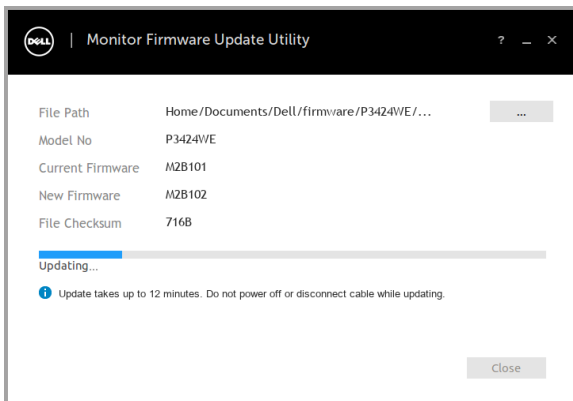 DELL | Monitor Firmware Update Utility ? _ ×
File Path Home/Documents/Dell/firmware/P3424WE/... ...
Model No P3424WE
Current Firmware M2B101
New Firmware M2B102
File Checksum 716B
Updating...
i Update takes up to 12 minutes. Do not power off or disconnect cable while updating.
Close